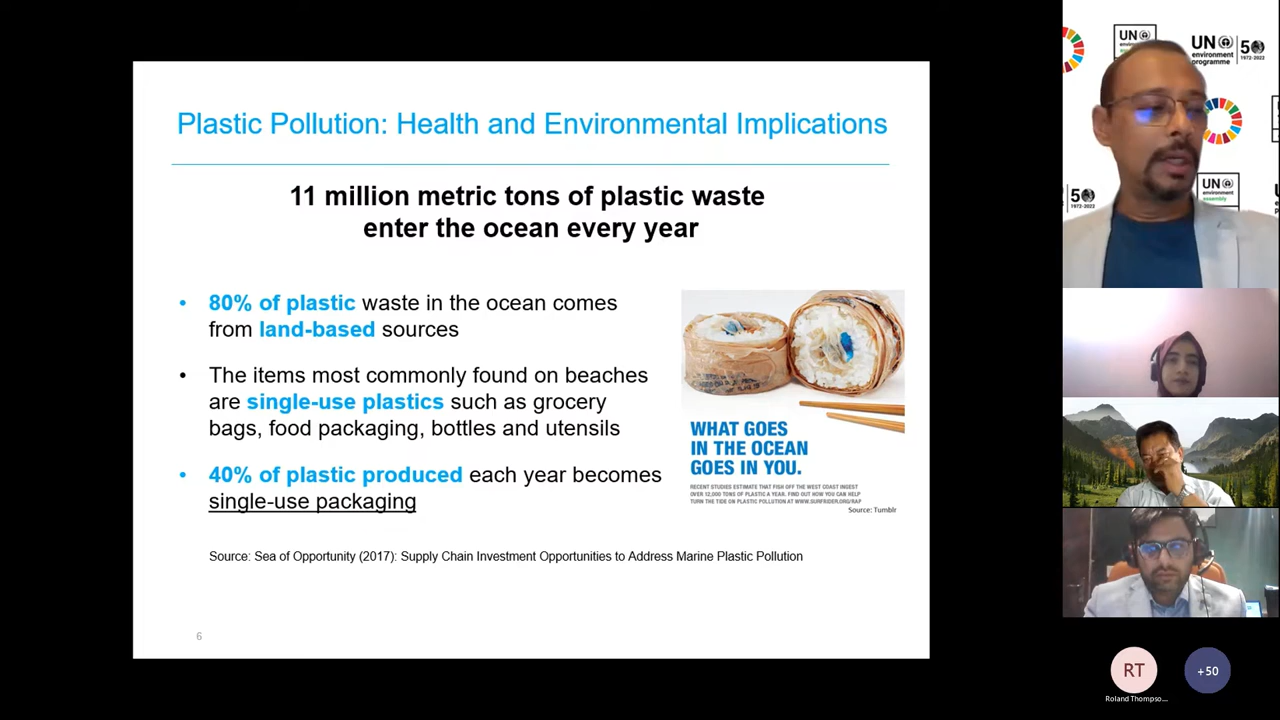 Plastic Pollution: Health and Environmental Implications
11 million metric tons of plastic waste
enter the ocean every year
• 80% of plastic waste in the ocean comes
from land-based sources
• The items most commonly found on beaches
are single-use plastics such as grocery
bags, food packaging, bottles and utensils
• 40% of plastic produced each year becomes
single-use packaging
WHAT GOES
IN THE OCEAN
GOES IN YOU.
RECENT STUDIES ESTIMATE THAT FISH OFF THE WEST COAST INGEST
OVER 12,000 TONS OF PLASTIC A YEAR. FIND OUT HOW YOU CAN HELP
TURN THE TIDE ON PLASTIC POLLUTION AT WWW.SURFRIDER.ORG/RAP
Source: Tumblr
Source: Sea of Opportunity (2017): Supply Chain Investment Opportunities to Address Marine Plastic Pollution
6
UN
environment
UN
environment
programme
50
1972-2022
50
1972-2022
UN
environment
assembly
RT
Roland Thompso...
+50